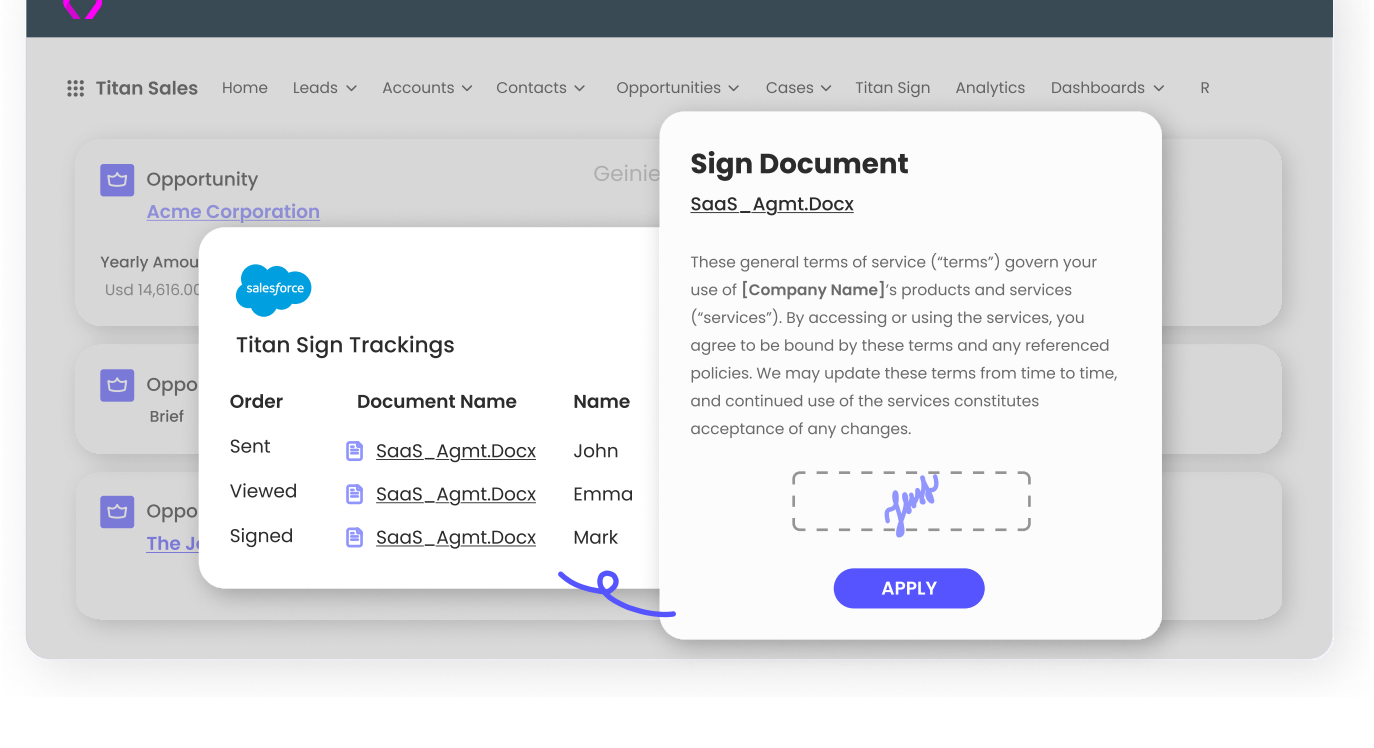 Titan Sales Home Leads Accounts Contacts Opportunities Cases Titan Sign Analytics Dashboards R
Opportunity
Acme Corporation
Geinie
Yearly Amou
Usd 14,616.00
Oppo
Brief
Oppo
The Jo
salesforce
Titan Sign Trackings
Order Document Name Name
Sent SaaS_Agmt.Docx John
Viewed SaaS_Agmt.Docx Emma
Signed SaaS_Agmt.Docx Mark
Sign Document
SaaS_Agmt.Docx
These general terms of service (“terms”) govern your
use of [Company Name]’s products and services
(“services”). By accessing or using the services, you
agree to be bound by these terms and any referenced
policies. We may update these terms from time to time,
and continued use of the services constitutes
acceptance of any changes.
APPLY